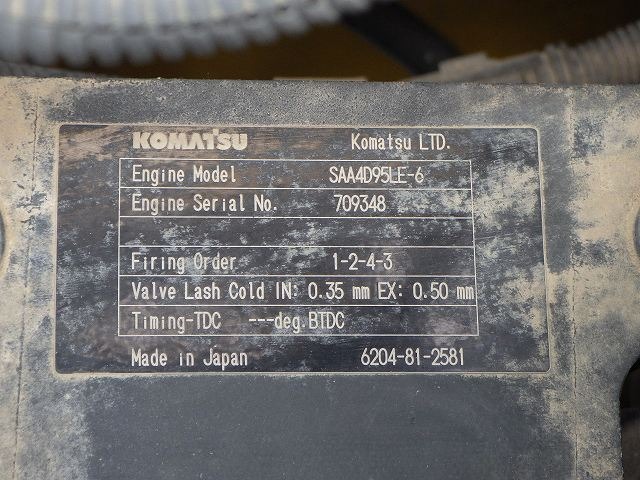 KOMATSU Komatsu LTD.
Engine Model SAA4D95LE-6
Engine Serial No. 709348
Firing Order 1-2-4-3
Valve Lash Cold IN: 0.35 mm EX: 0.50 mm
Timing-TDC ---deg.BTDC
Made in Japan 6204-81-2581